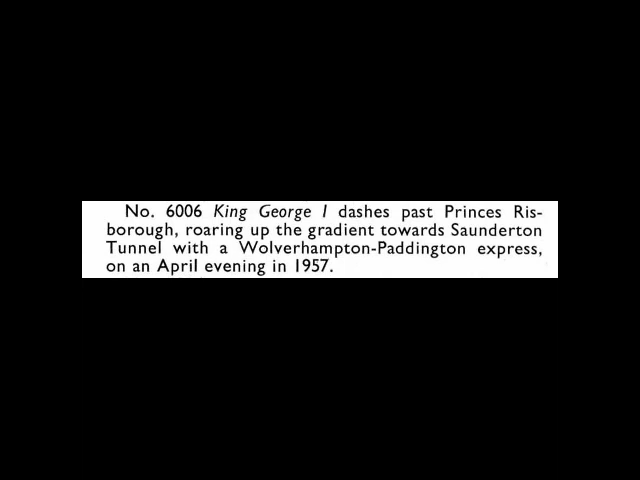 No. 6006 King George I dashes past Princes Ris-
borough, roaring up the gradient towards Saunderton
Tunnel with a Wolverhampton-Paddington express,
on an April evening in 1957.